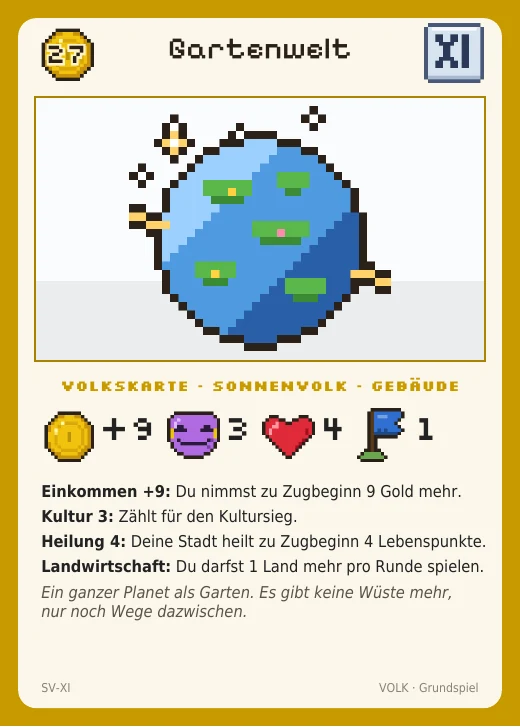 27
Gartenwelt
XI
VOLKSKARTE · SONNENVOLK · GEBÄUDE
+9 3 4 1
Einkommen +9: Du nimmst zu Zugbeginn 9 Gold mehr.
Kultur 3: Zählt für den Kultursieg.
Heilung 4: Deine Stadt heilt zu Zugbeginn 4 Lebenspunkte.
Landwirtschaft: Du darfst 1 Land mehr pro Runde spielen.
Ein ganzer Planet als Garten. Es gibt keine Wüste mehr,
nur noch Wege dazwischen.
SV-XI
VOLK · Grundspiel